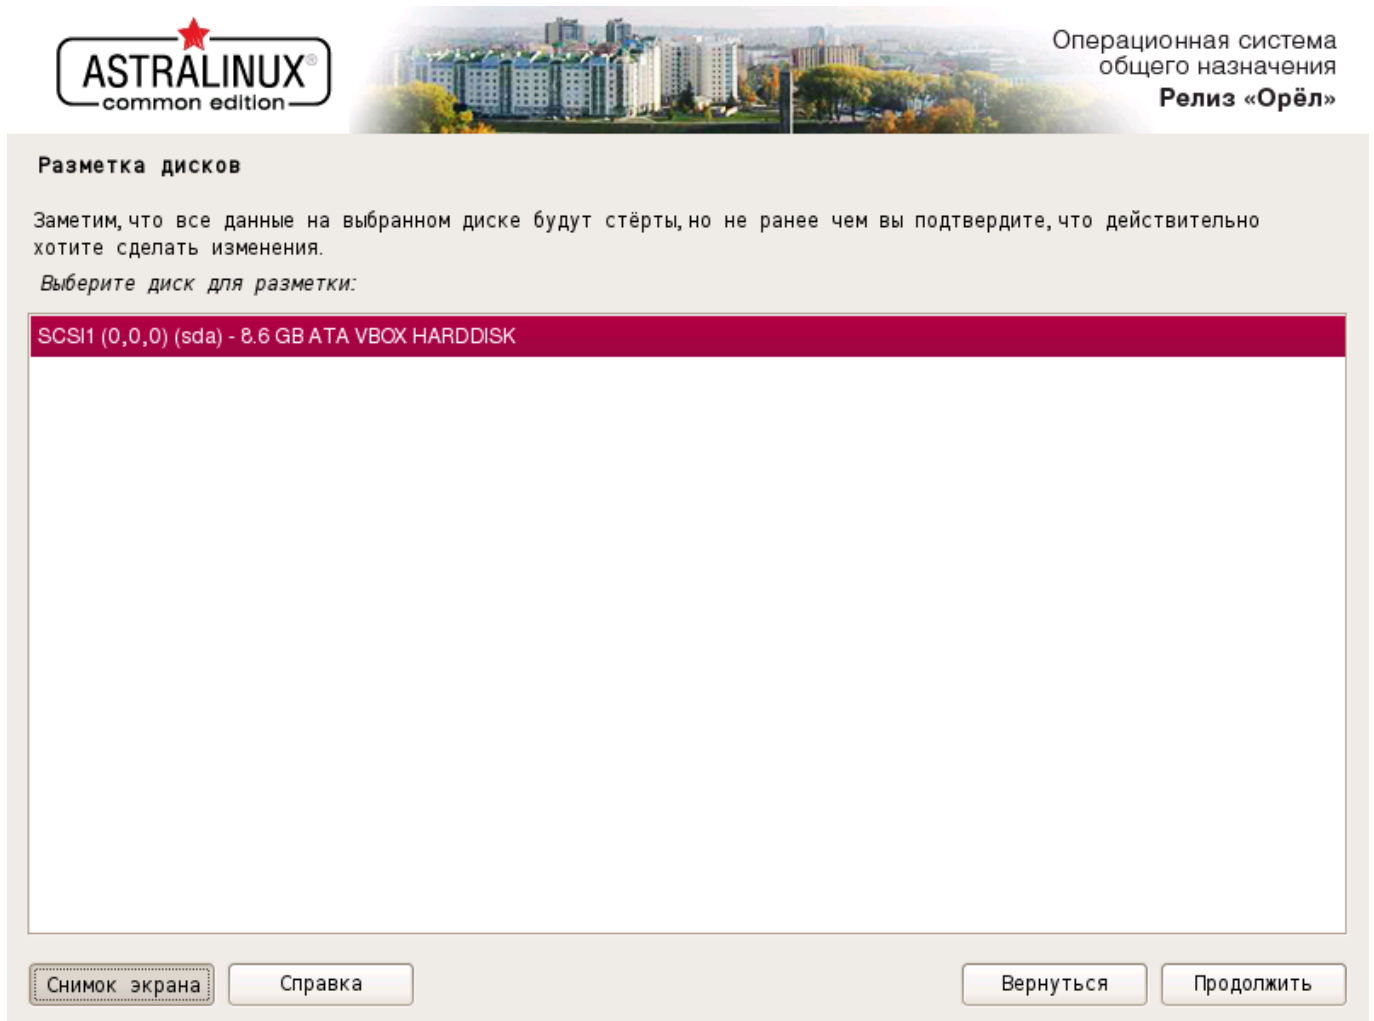 ASTRALINUX®
common edition
Операционная система
общего назначения
Релиз «Орёл»
Разметка дисков
Заметим, что все данные на выбранном диске будут стёрты, но не ранее чем вы подтвердите, что действительно
хотите сделать изменения.
Выберите диск для разметки:
SCSI1 (0,0,0) (sda) - 8.6 GB ATA VBOX HARDDISK
Снимок экрана
Справка
Вернуться
Продолжить